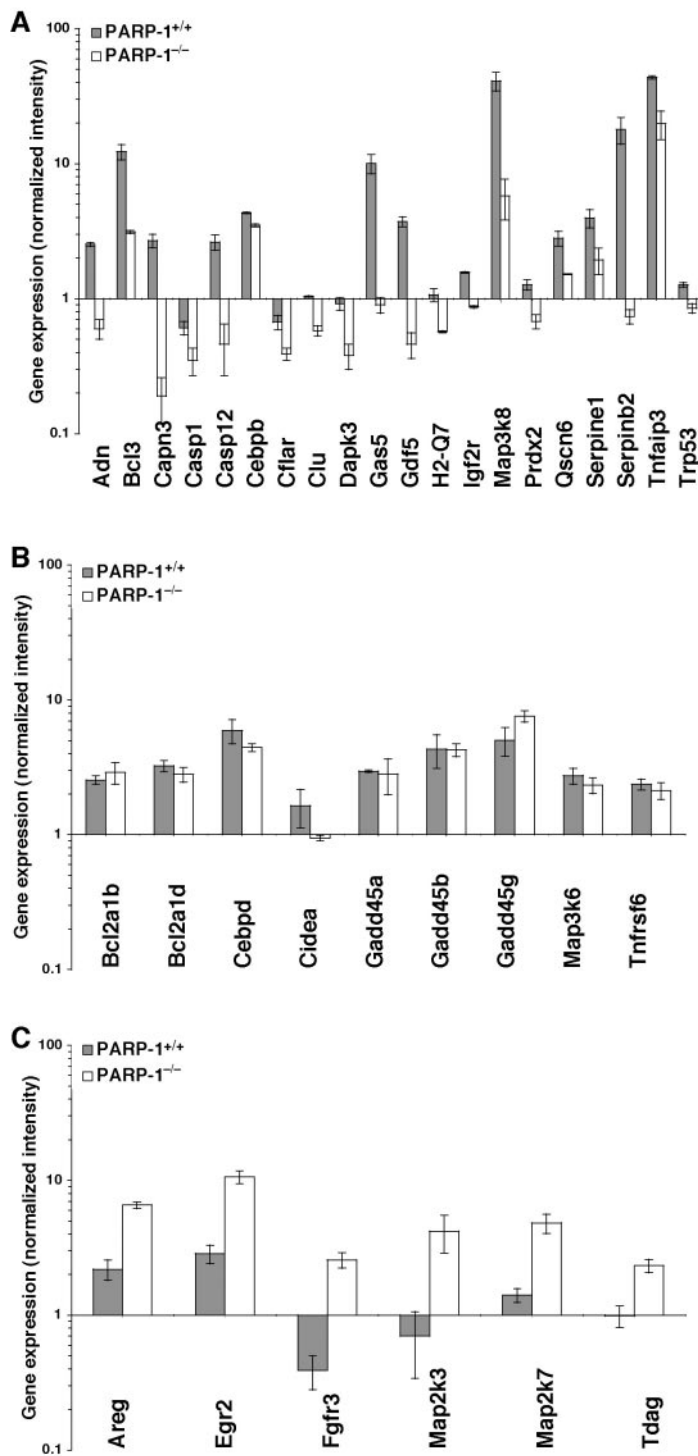 A
PARP-1+/+
PARP-1−/−
Gene expression (normalized intensity)
100
10
1
0.1
Adn
Bcl3
Capn3
Casp1
Casp12
Cebpb
Cflar
Clu
Dapk3
Gas5
Gdf5
H2-Q7
Igf2r
Map3k8
Prdx2
Qscn6
Serpine1
Serpinb2
Tnfaip3
Trp53
B
PARP-1+/+
PARP-1−/−
Gene expression (normalized intensity)
100
10
1
0.1
Bcl2a1b
Bcl2a1d
Cebpd
Cidea
Gadd45a
Gadd45b
Gadd45g
Map3k6
Tnfrsf6
C
PARP-1+/+
PARP-1−/−
Gene expression (normalized intensity)
100
10
1
0.1
Areg
Egr2
Fgfr3
Map2k3
Map2k7
Tdag